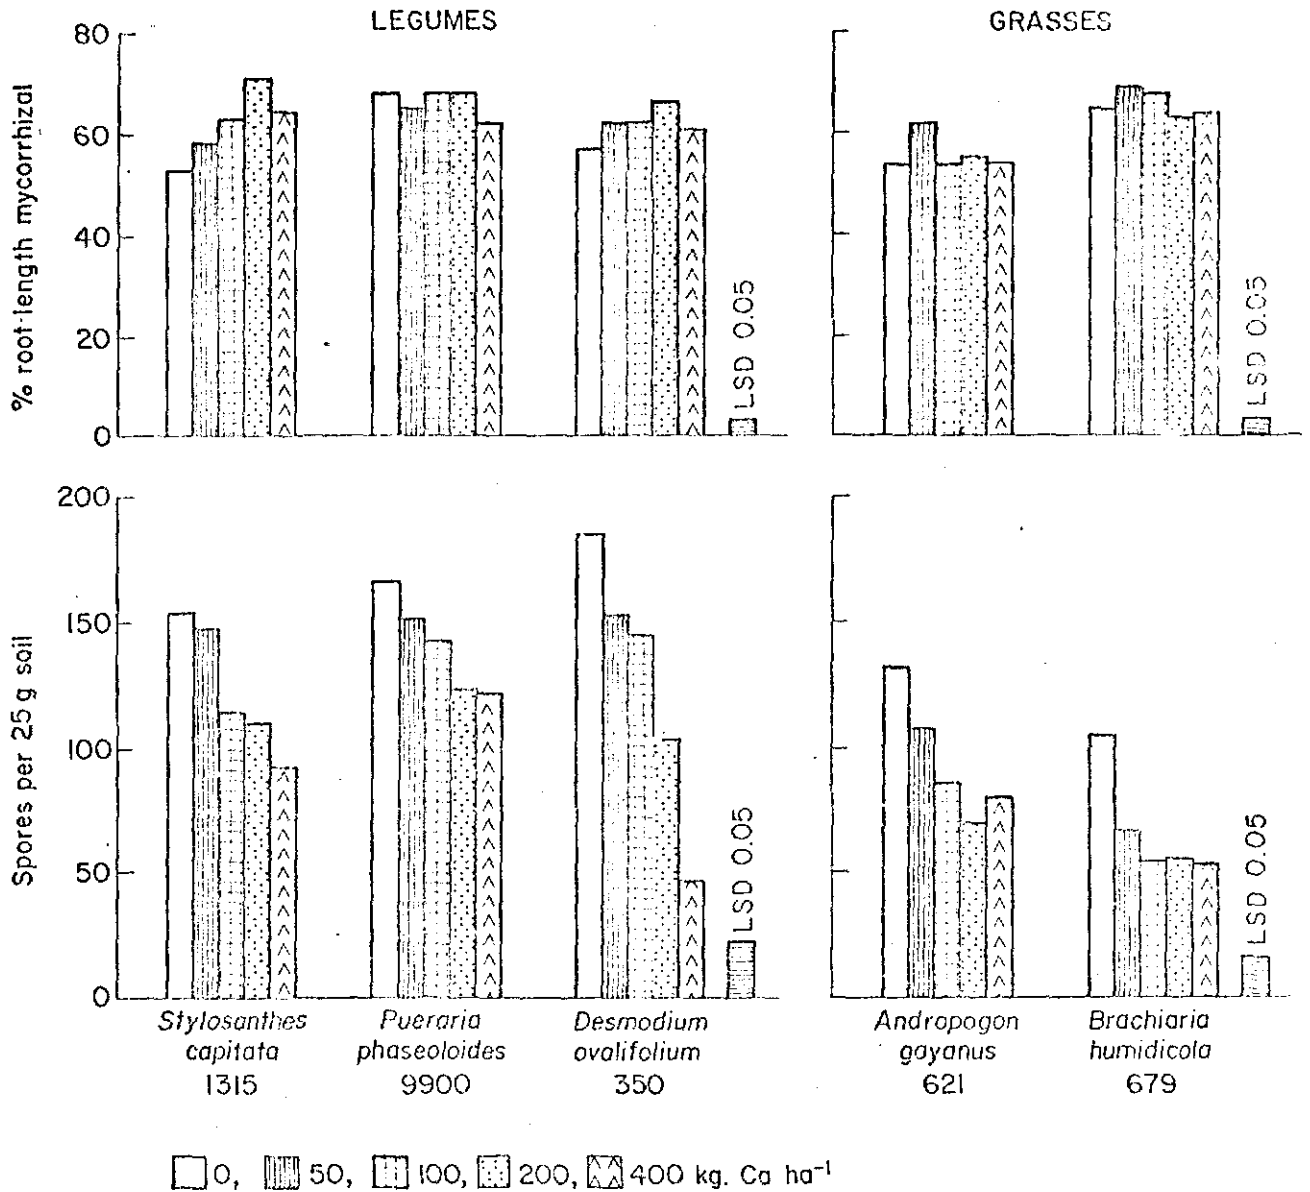 LEGUMES
GRASSES
% root-length mycorrhizal
80
60
40
20
0
LSD 0.05
LSD 0.05
Spores per 25 g soil
200
150
100
50
0
LSD 0.05
LSD 0.05
Stylosanthes capitata 1315
Pueraria phaseoloides 9900
Desmodium ovalifolium 350
Andropogon gayanus 621
Brachiaria humidicola 679
0, 50, 100, 200, 400 kg. Ca ha⁻¹